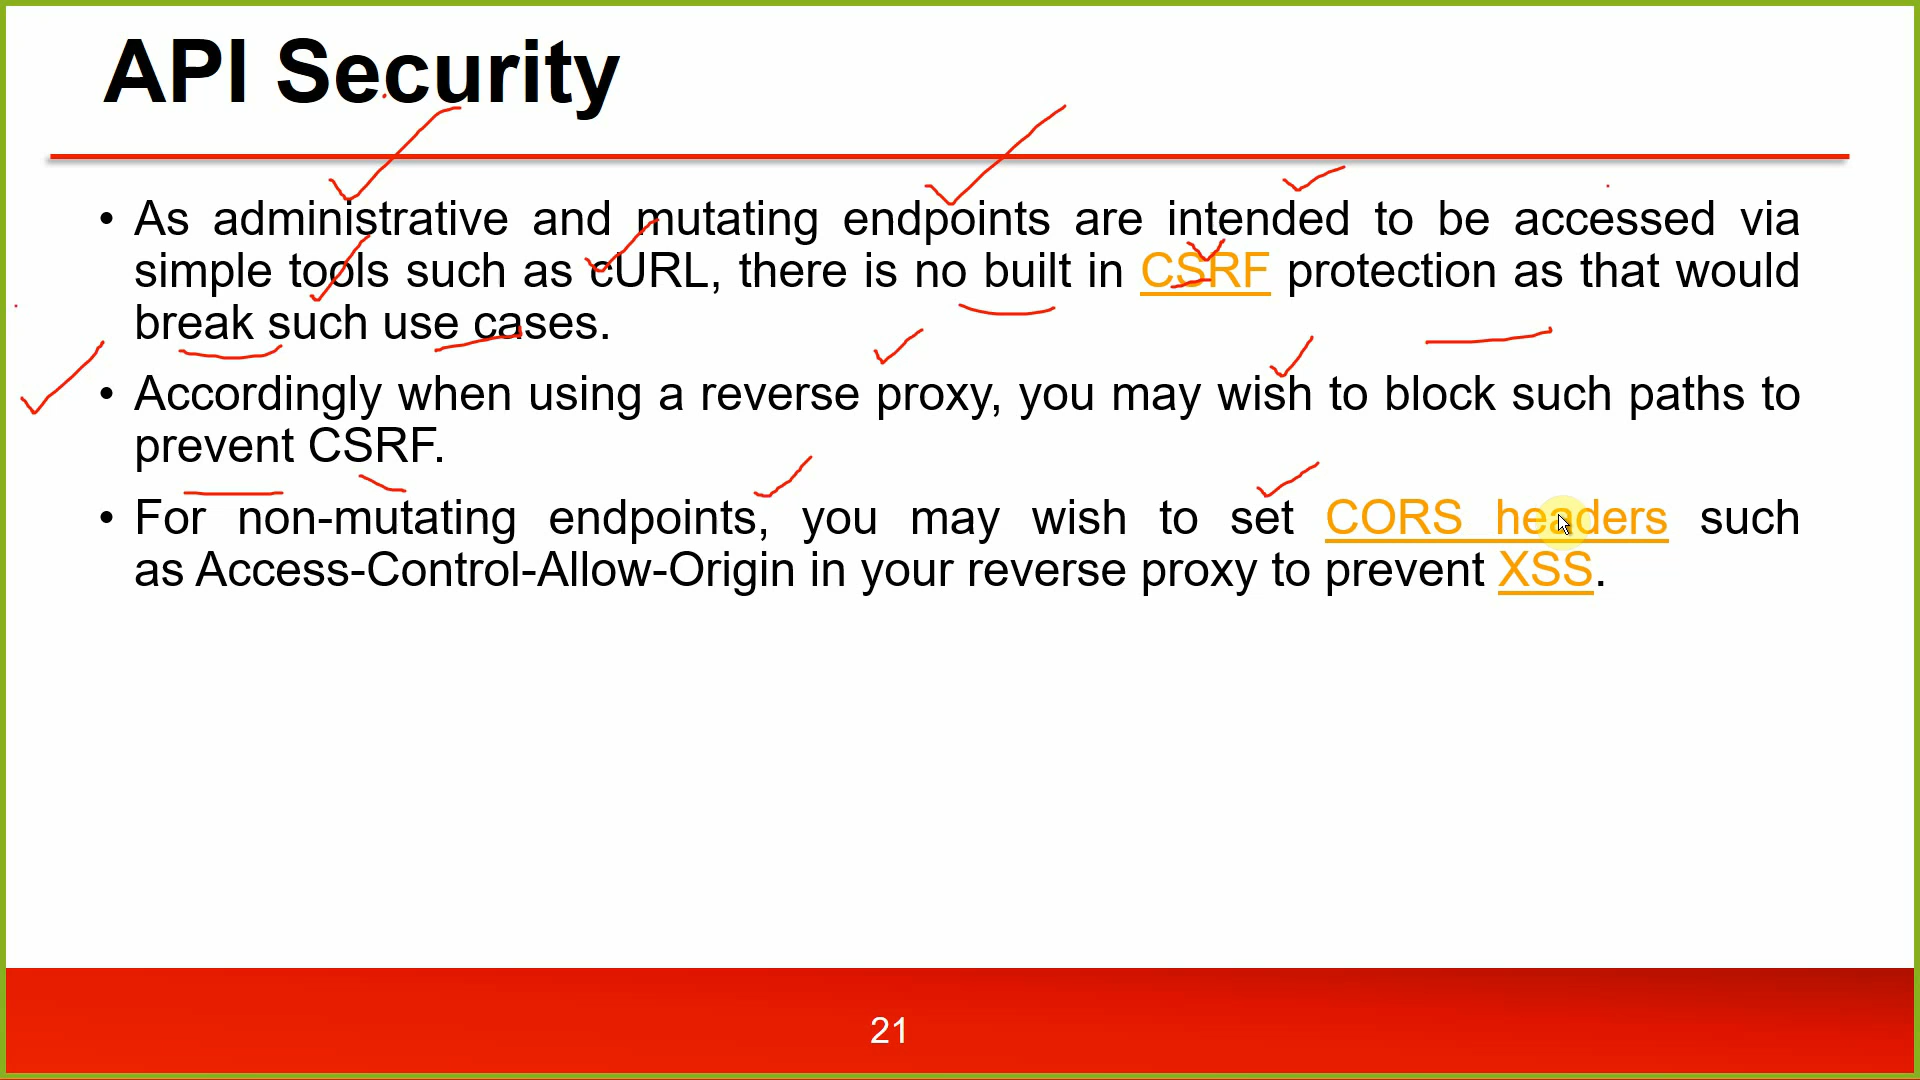 API Security
• As administrative and mutating endpoints are intended to be accessed via
simple tools such as cURL, there is no built in CSRF protection as that would
break such use cases.
• Accordingly when using a reverse proxy, you may wish to block such paths to
prevent CSRF.
• For non-mutating endpoints, you may wish to set CORS headers such
as Access-Control-Allow-Origin in your reverse proxy to prevent XSS.
21